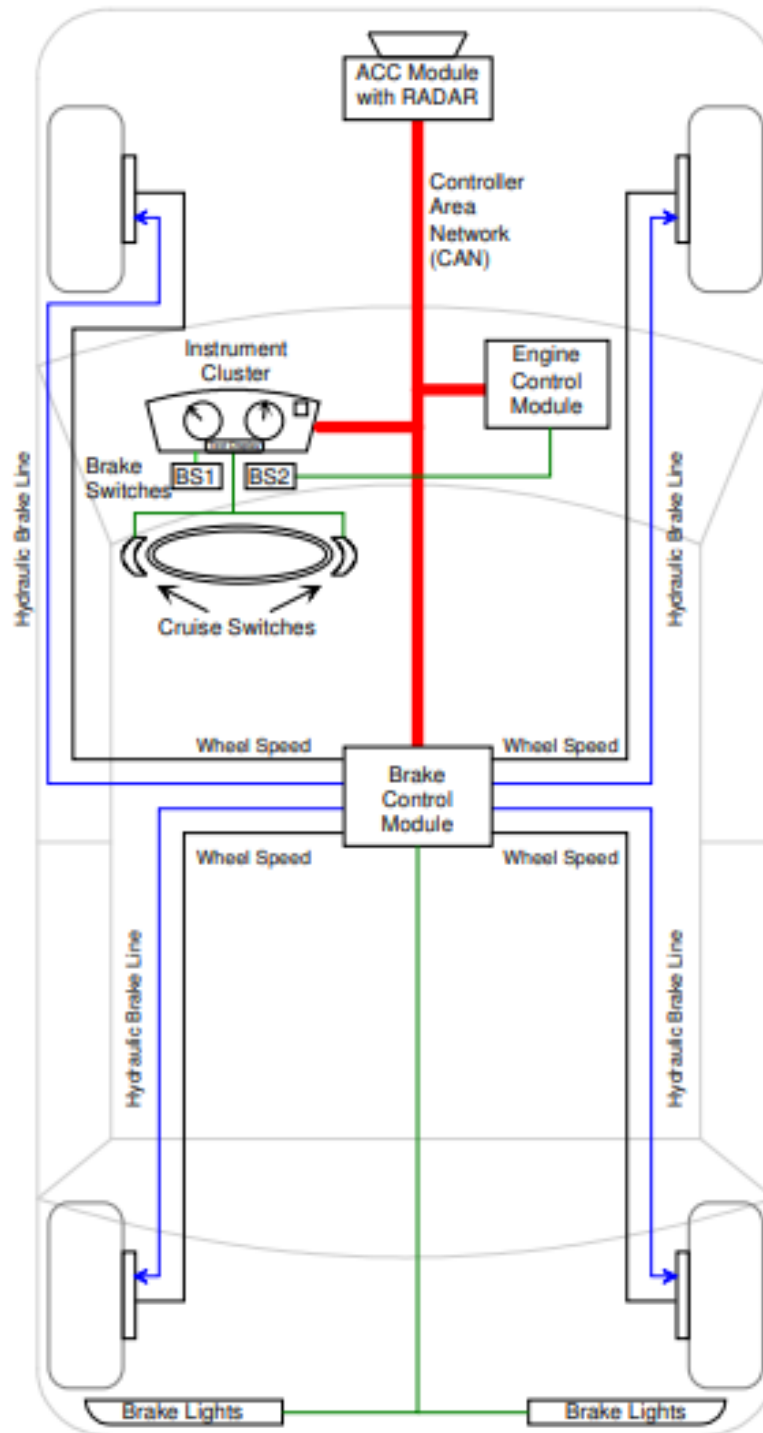 ACC Module
with RADAR
Controller
Area
Network
(CAN)
Instrument
Cluster
Engine
Control
Module
Brake
Switches
BS1
BS2
Hydraulic Brake Line
Hydraulic Brake Line
Cruise Switches
Wheel Speed
Wheel Speed
Brake
Control
Module
Wheel Speed
Wheel Speed
Hydraulic Brake Line
Hydraulic Brake Line
Brake Lights
Brake Lights